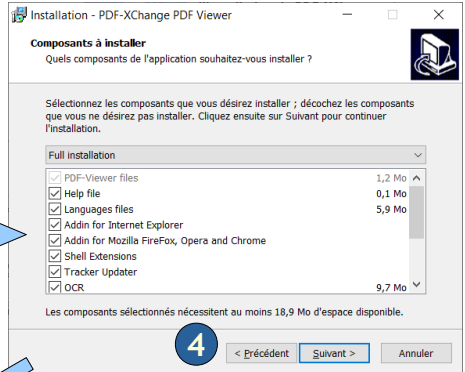 Installation - PDF-XChange PDF Viewer
Composants à installer
Quels composants de l'application souhaitez-vous installer ?
Sélectionnez les composants que vous désirez installer ; décochez les composants
que vous ne désirez pas installer. Cliquez ensuite sur Suivant pour continuer
l'installation.
Full installation
PDF-Viewer files 1,2 Mo
Help file 0,1 Mo
Languages files 5,9 Mo
Addin for Internet Explorer
Addin for Mozilla FireFox, Opera and Chrome
Shell Extensions
Tracker Updater
OCR 9,7 Mo
Les composants sélectionnés nécessitent au moins 18,9 Mo d'espace disponible.
4
< Précédent Suivant > Annuler